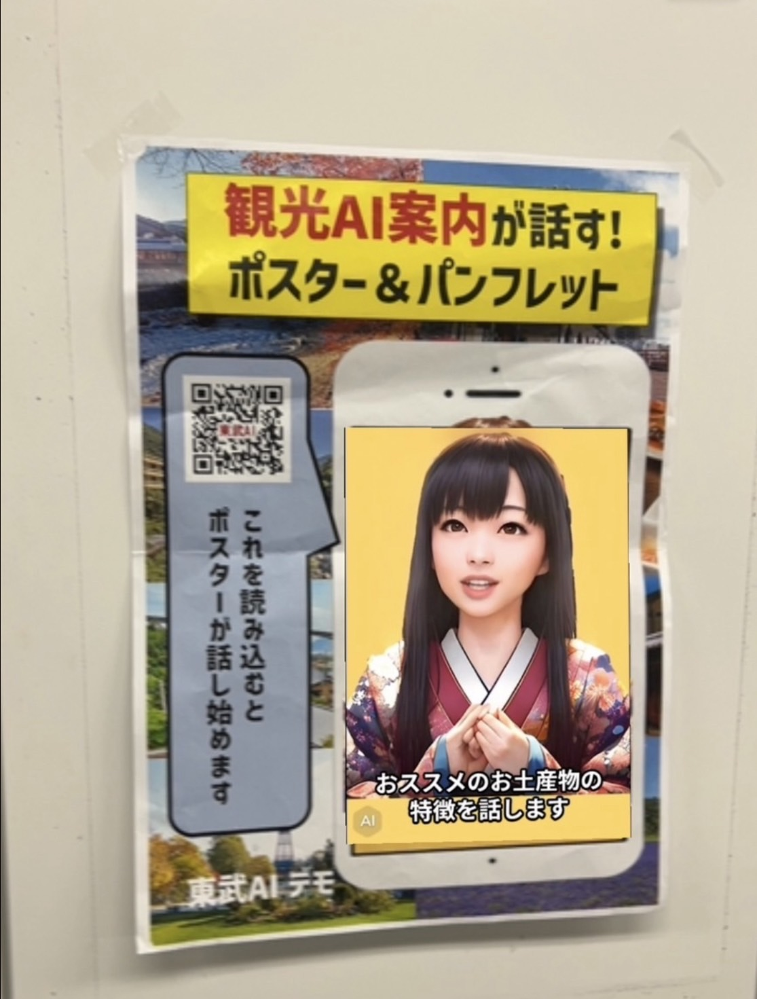 観光AI案内が話す!
ポスター&パンフレット
東武AI
これを読み込むと
ポスターが話し始めます
おススメのお土産物の
特徴を話します
AI
東武AI デモ